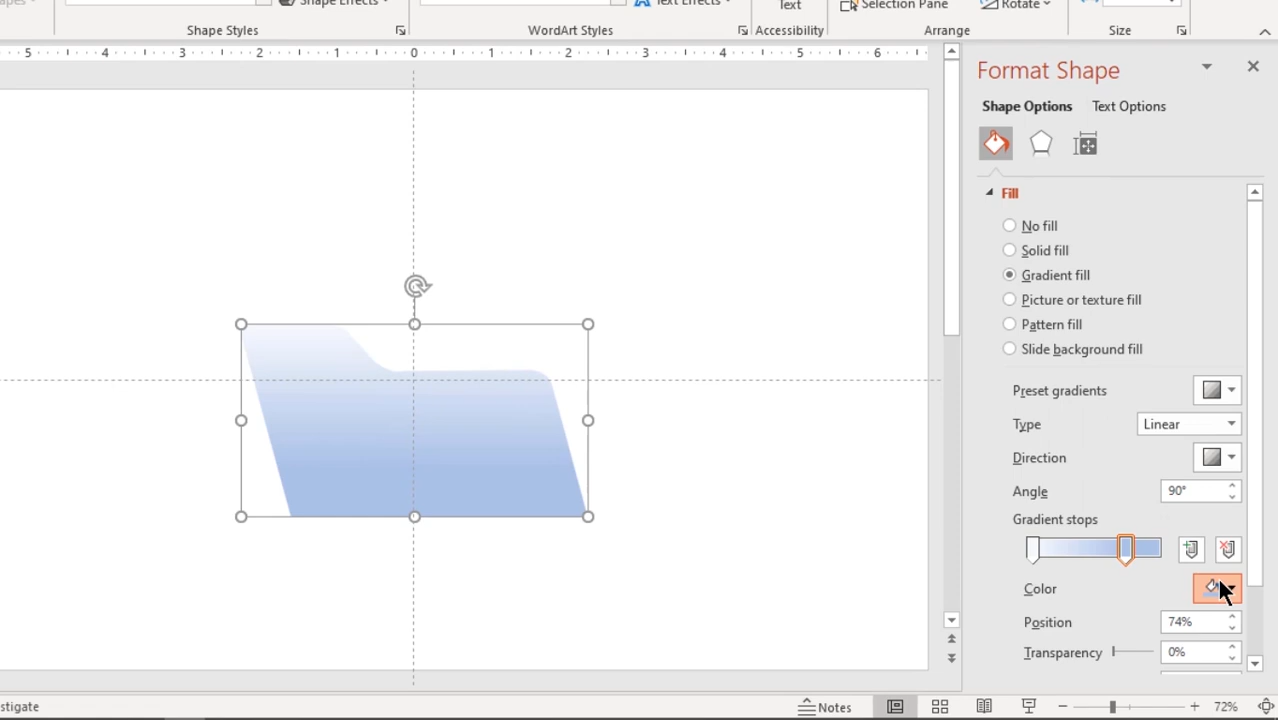 Shape Effects
Text Effects
Text
Selection Pane
Rotate
Shape Styles
WordArt Styles
Accessibility
Arrange
Size
5 3 2 1 0 1 2 3 4 5 6
Format Shape
Shape Options Text Options
Fill
No fill
Solid fill
Gradient fill
Picture or texture fill
Pattern fill
Slide background fill
Preset gradients
Type Linear
Direction
Angle 90°
Gradient stops
Color
Position 74%
Transparency 0%
stigate
Notes
72%